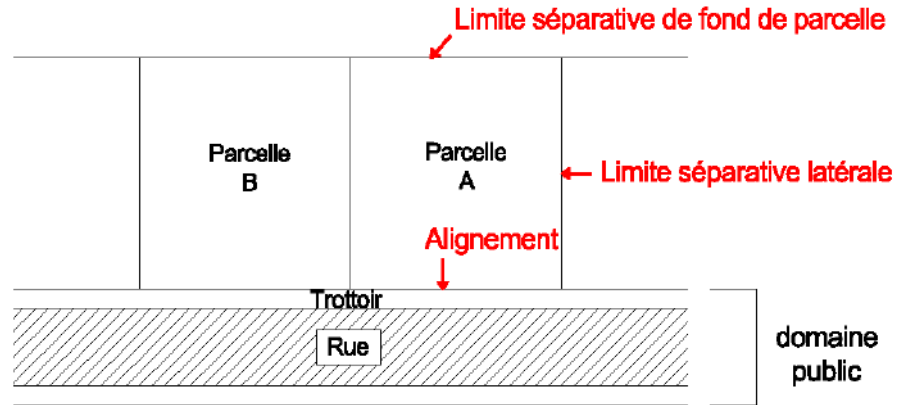 Limite séparative de fond de parcelle
Parcelle
B
Parcelle
A
Limite séparative latérale
Alignement
Trottoir
Rue
domaine
public